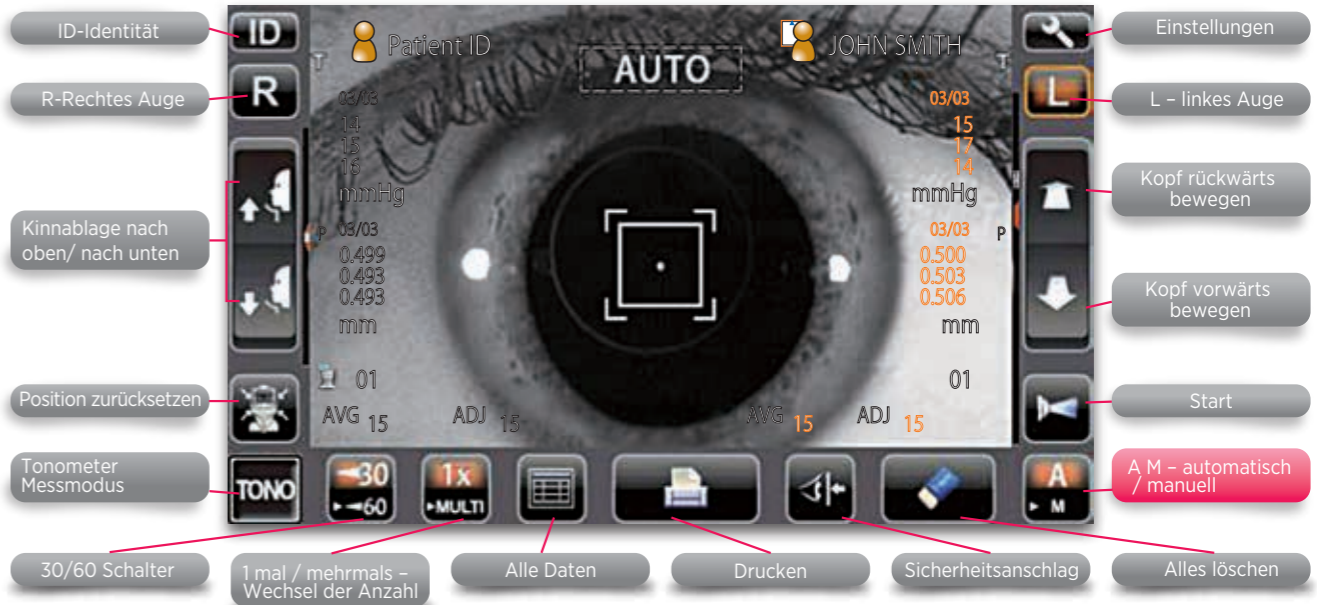 ID-Identität
R-Rechtes Auge
Kinnablage nach
oben/ nach unten
Position zurücksetzen
Tonometer
Messmodus
ID
R
TONO
Patient ID
AUTO
JOHN SMITH
T
T
03/03
14
15
16
mmHg
P
03/03
0.499
0.493
0.493
mm
01
AVG 15
ADJ 15
03/03
15
17
14
mmHg
03/03
P
0.500
0.503
0.506
mm
01
AVG 15
ADJ 15
L
30
60
1x
MULTI
A
M
Einstellungen
L – linkes Auge
Kopf rückwärts
bewegen
Kopf vorwärts
bewegen
Start
A M – automatisch
/ manuell
30/60 Schalter
1 mal / mehrmals –
Wechsel der Anzahl
Alle Daten
Drucken
Sicherheitsanschlag
Alles löschen